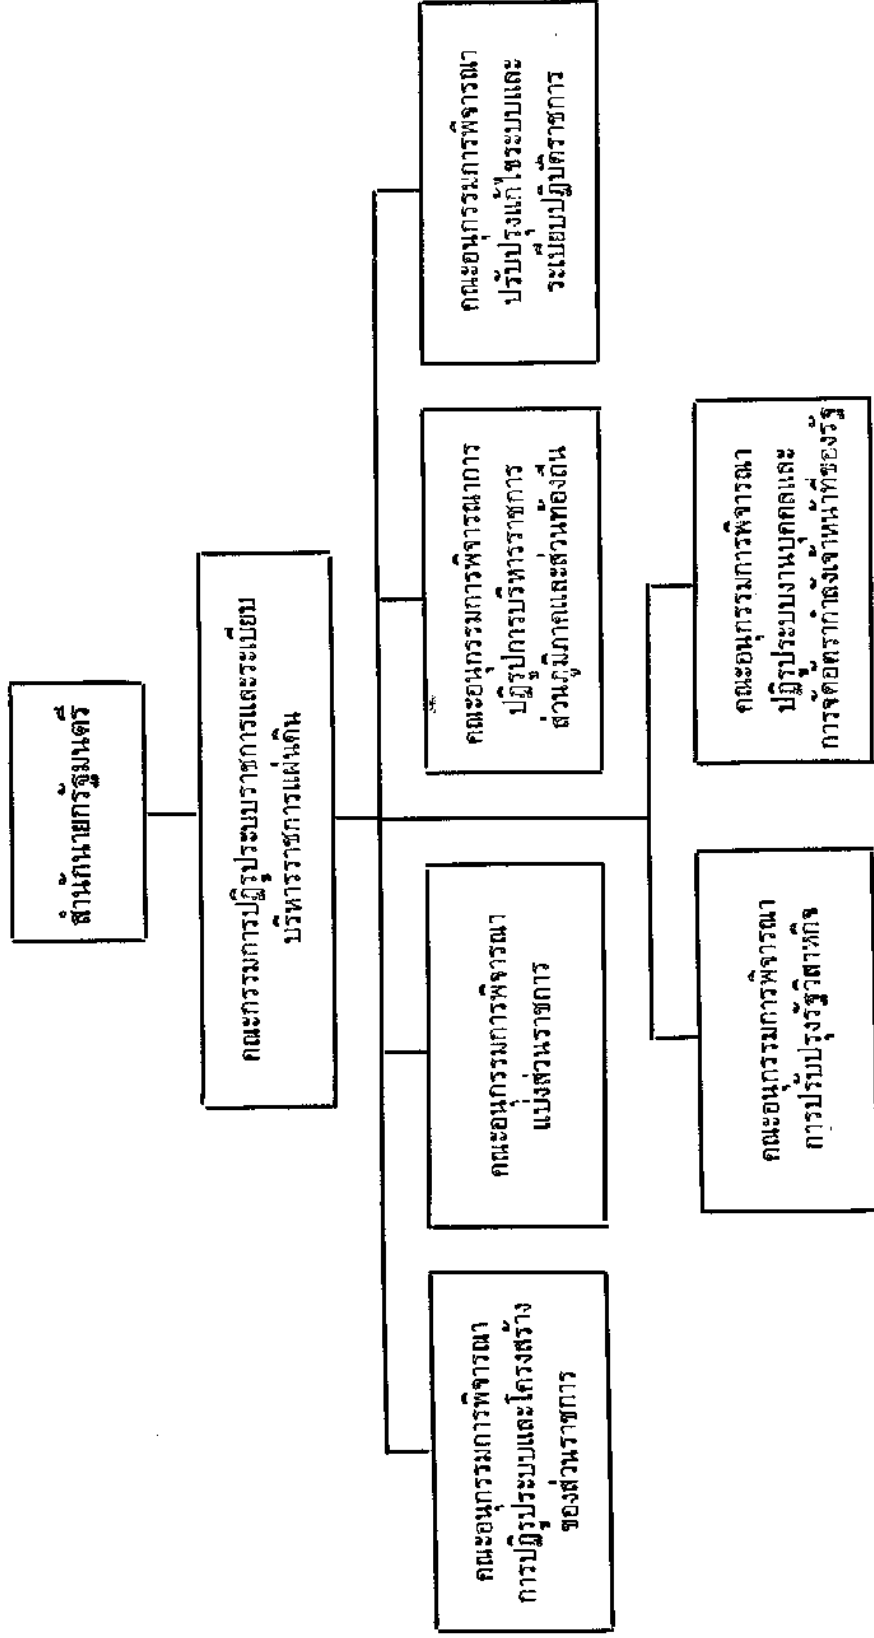 สำนักนายกรัฐมนตรี
คณะกรรมการปฏิรูประบบราชการและระเบียบ
บริหารราชการแผ่นดิน
คณะอนุกรรมการพิจารณา
การปฏิรูประบบและโครงสร้าง
ของส่วนราชการ
คณะอนุกรรมการพิจารณา
แบ่งส่วนราชการ
คณะอนุกรรมการพิจารณาการ
ปฏิรูปการบริหารราชการ
ส่วนภูมิภาคและส่วนท้องถิ่น
คณะอนุกรรมการพิจารณา
ปรับปรุงแก้ไขระบบและ
ระเบียบปฏิบัติราชการ
คณะอนุกรรมการพิจารณา
การปรับปรุงรัฐวิสาหกิจ
คณะอนุกรรมการพิจารณา
ปฏิรูประบบงานบุคคลและ
การจัดอัตรากำลังเจ้าหน้าที่ของรัฐ